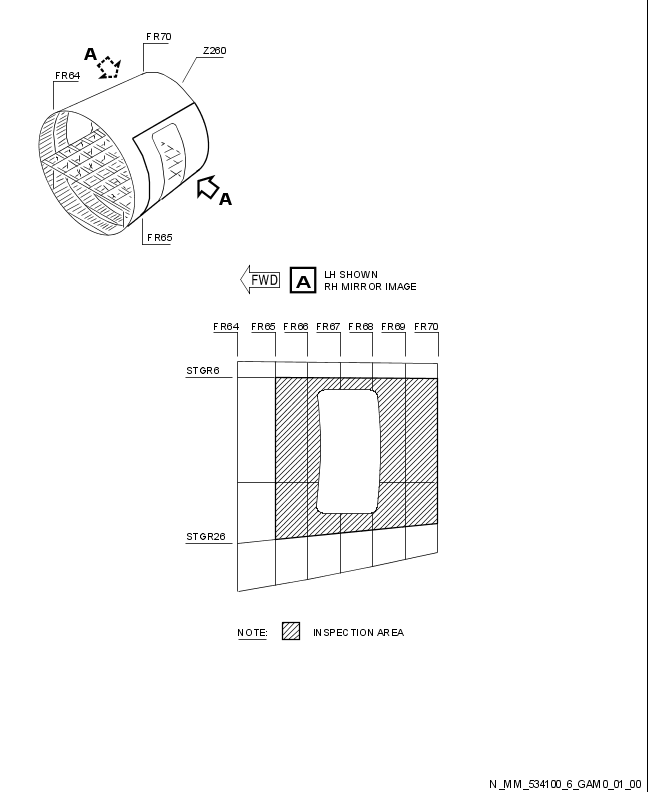 FR70
A
Z260
FR64
A
FR65
FWD
A
LH SHOWN
RH MIRROR IMAGE
FR64 FR65 FR66 FR67 FR68 FR69 FR70
STGR6
STGR26
NOTE: INSPECTION AREA
N_MM_534100_6_GAM0_01_00